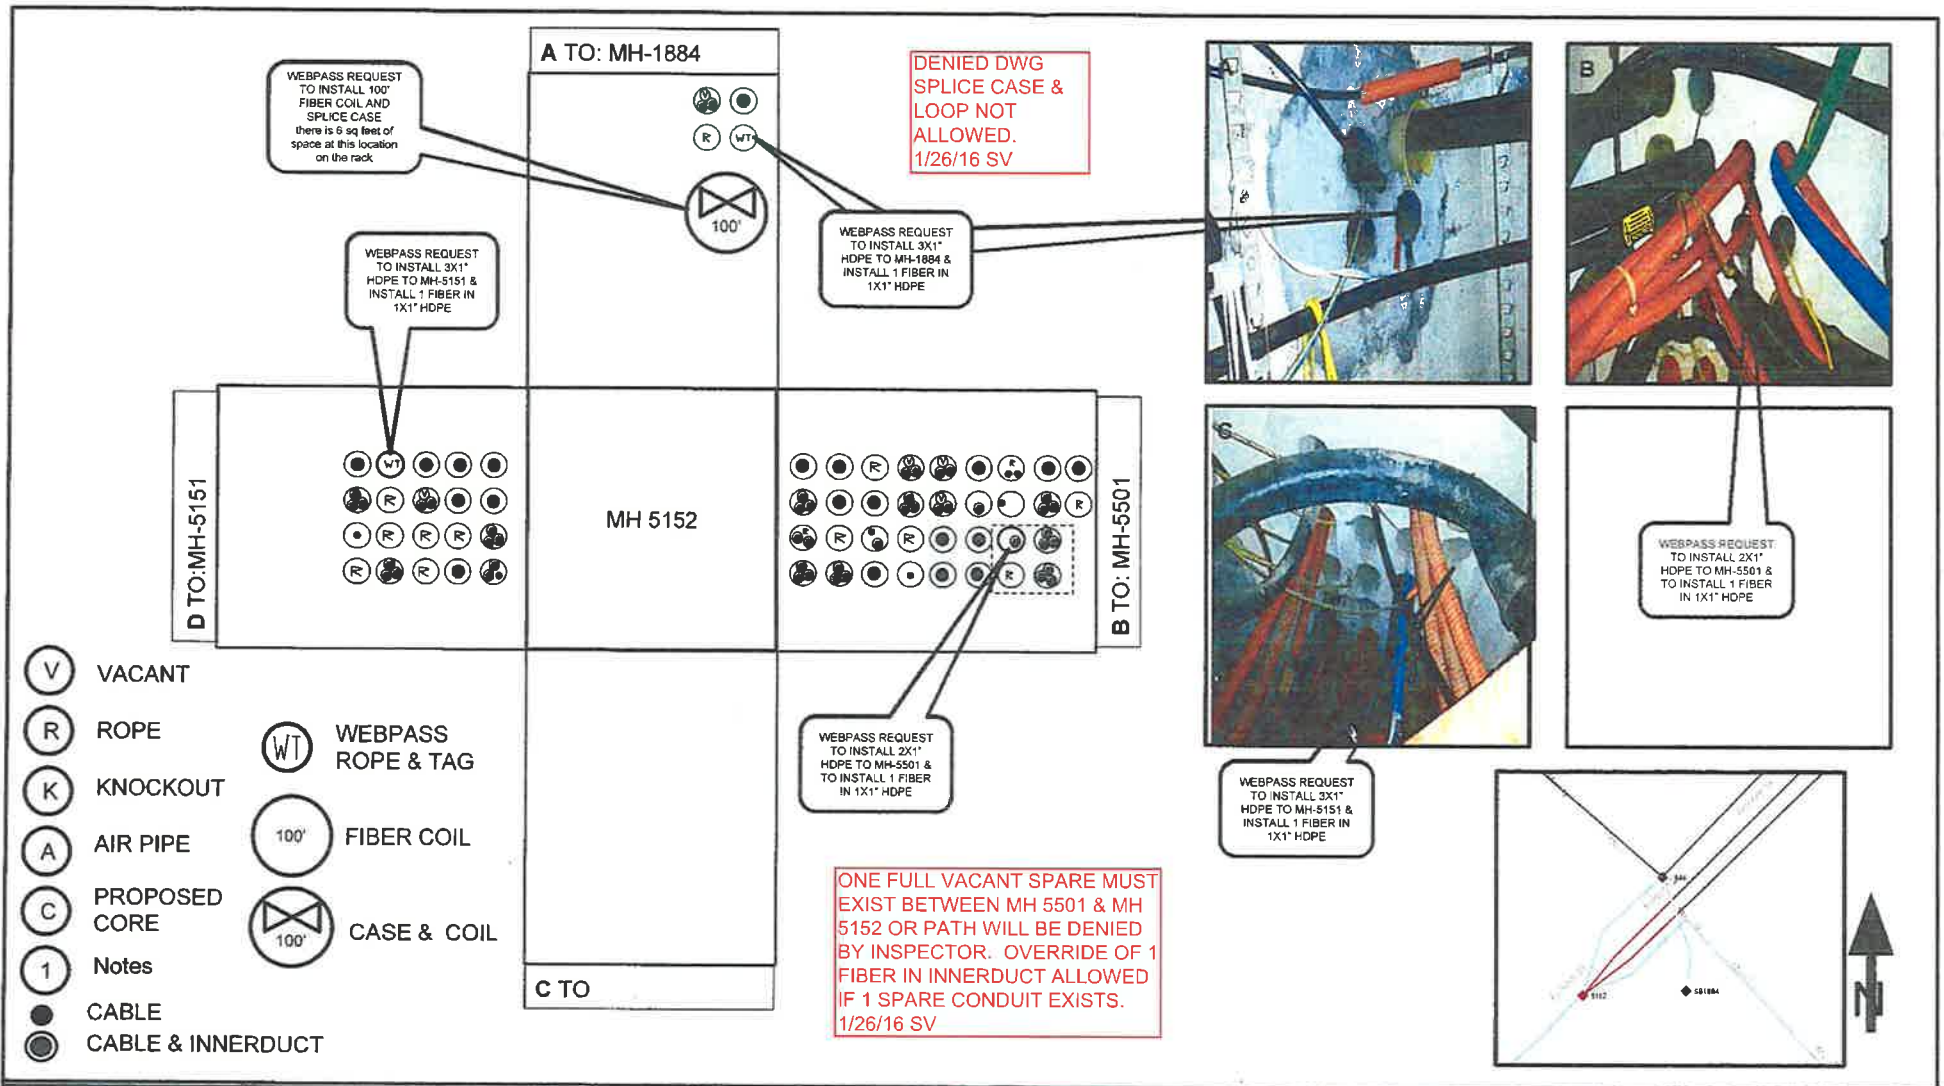 A TO: MH-1884
WEBPASS REQUEST
TO INSTALL 100'
FIBER COIL AND
SPLICE CASE
there is 6 sq feet of
space at this location
on the rack
DENIED DWG
SPLICE CASE &
LOOP NOT
ALLOWED.
1/26/16 SV
R WT
100'
WEBPASS REQUEST
TO INSTALL 3X1"
HDPE TO MH-1884 &
INSTALL 1 FIBER IN
1X1" HDPE
WEBPASS REQUEST
TO INSTALL 3X1"
HDPE TO MH-5151 &
INSTALL 1 FIBER IN
1X1" HDPE
A
B
C
D TO:MH-5151
WT
R
R R R
R R
MH 5152
R R
R
R R
R
B TO: MH-5501
WEBPASS REQUEST
TO INSTALL 2X1"
HDPE TO MH-5501 &
TO INSTALL 1 FIBER
IN 1X1" HDPE
WEBPASS REQUEST
TO INSTALL 2X1"
HDPE TO MH-5501 &
TO INSTALL 1 FIBER
IN 1X1" HDPE
WEBPASS REQUEST
TO INSTALL 3X1"
HDPE TO MH-5151 &
INSTALL 1 FIBER IN
1X1" HDPE
V VACANT
R ROPE
K KNOCKOUT
A AIR PIPE
C PROPOSED
CORE
1 Notes
CABLE
CABLE & INNERDUCT
WT WEBPASS
ROPE & TAG
100' FIBER COIL
100' CASE & COIL
C TO
ONE FULL VACANT SPARE MUST
EXIST BETWEEN MH 5501 & MH
5152 OR PATH WILL BE DENIED
BY INSPECTOR. OVERRIDE OF 1
FIBER IN INNERDUCT ALLOWED
IF 1 SPARE CONDUIT EXISTS.
1/26/16 SV
5152
SB1884
N